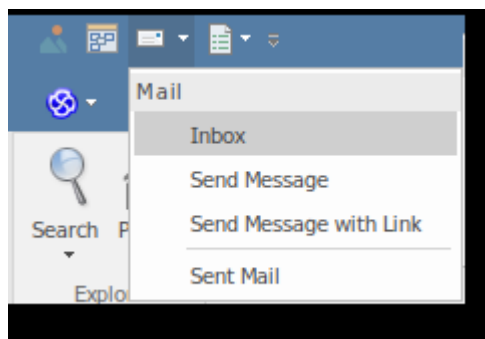 Mail
Inbox
Send Message
Send Message with Link
Sent Mail
Search